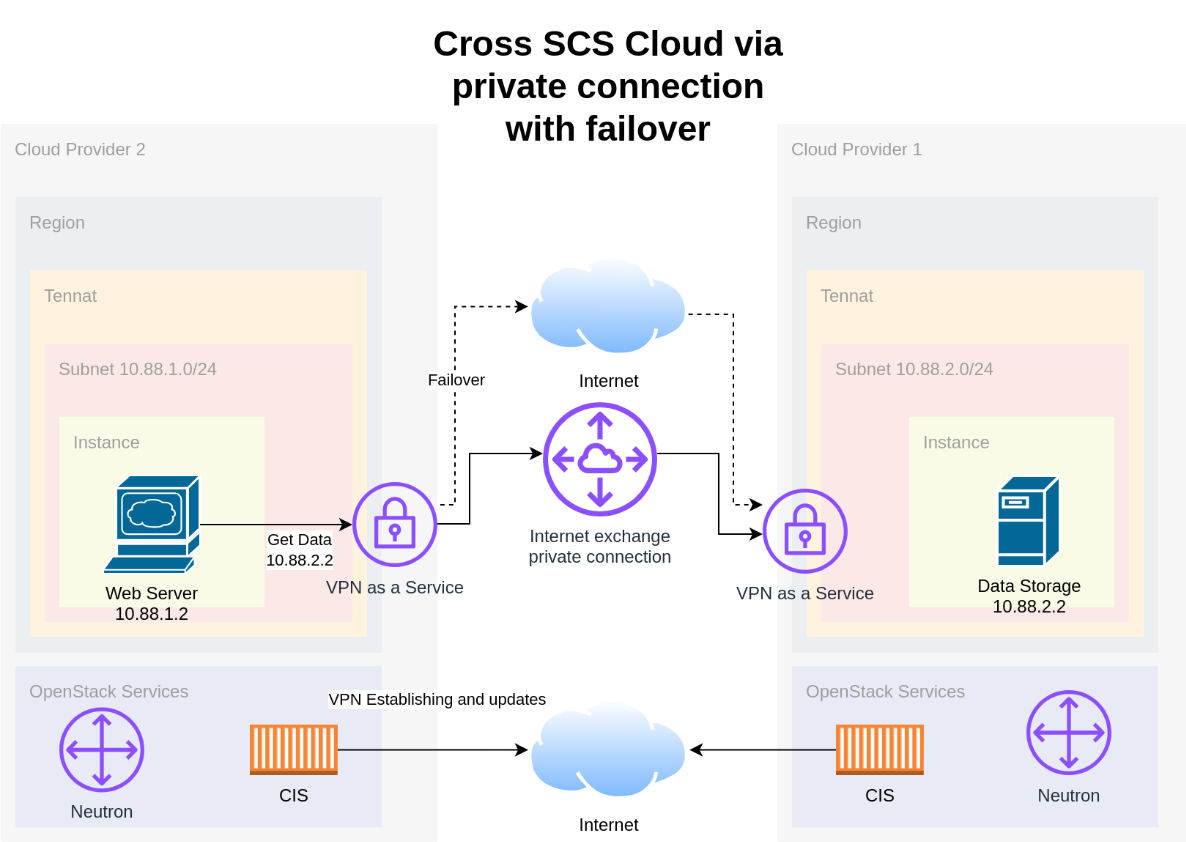 Cross SCS Cloud via
private connection
with failover
Cloud Provider 2
Region
Tennat
Subnet 10.88.1.0/24
Instance
Web Server
10.88.1.2
Get Data
10.88.2.2
VPN as a Service
Failover
Internet
Internet exchange
private connection
Cloud Provider 1
Region
Tennat
Subnet 10.88.2.0/24
Instance
Data Storage
10.88.2.2
VPN as a Service
OpenStack Services
Neutron
CIS
VPN Establishing and updates
Internet
OpenStack Services
CIS
Neutron